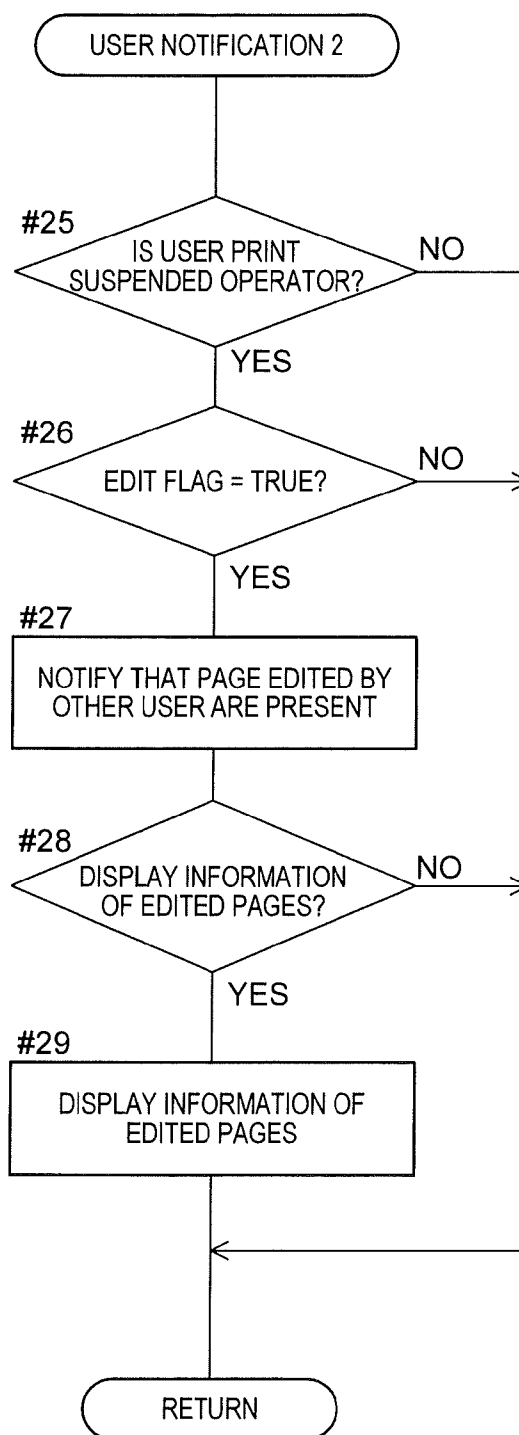 USER NOTIFICATION 2
#25
IS USER PRINT
SUSPENDED OPERATOR?
NO
YES
#26
EDIT FLAG = TRUE?
NO
YES
#27
NOTIFY THAT PAGE EDITED BY
OTHER USER ARE PRESENT
#28
DISPLAY INFORMATION
OF EDITED PAGES?
NO
YES
#29
DISPLAY INFORMATION OF
EDITED PAGES
RETURN